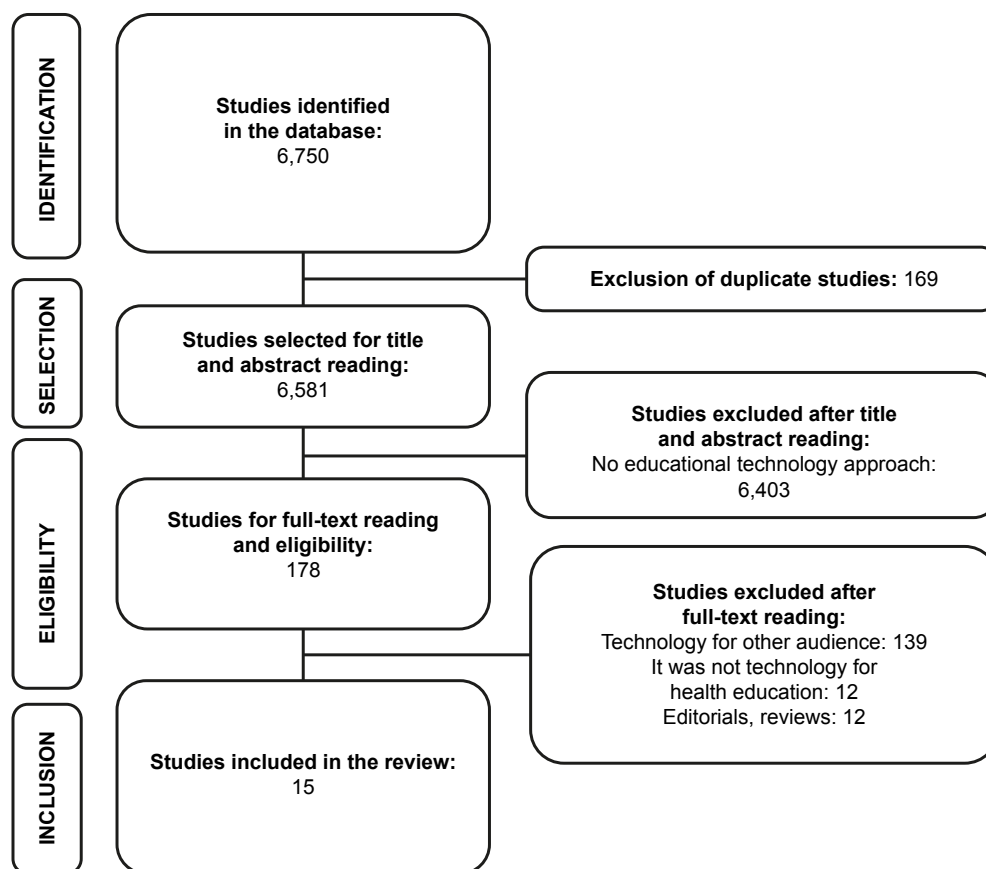 IDENTIFICATION
Studies identified
in the database:
6,750
Exclusion of duplicate studies: 169
SELECTION
Studies selected for title
and abstract reading:
6,581
Studies excluded after title
and abstract reading:
No educational technology approach:
6,403
ELIGIBILITY
Studies for full-text reading
and eligibility:
178
Studies excluded after
full-text reading:
Technology for other audience: 139
It was not technology for
health education: 12
Editorials, reviews: 12
INCLUSION
Studies included in the review:
15